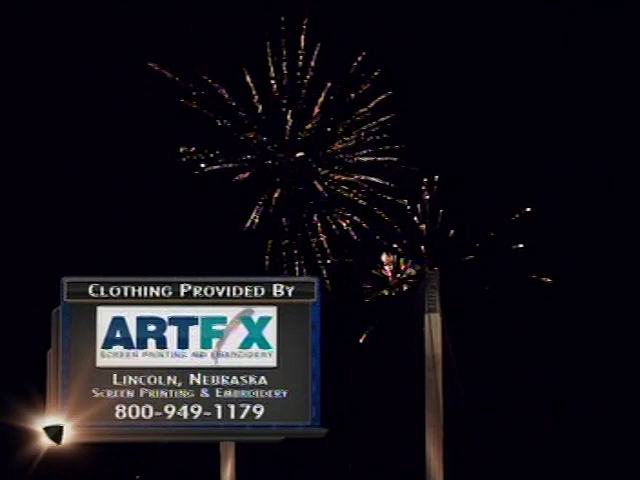 CLOTHING PROVIDED BY
ARTFX
SCREEN PRINTING AND EMBROIDERY
LINCOLN, NEBRASKA
SCREEN PRINTING & EMBROIDERY
800-949-1179